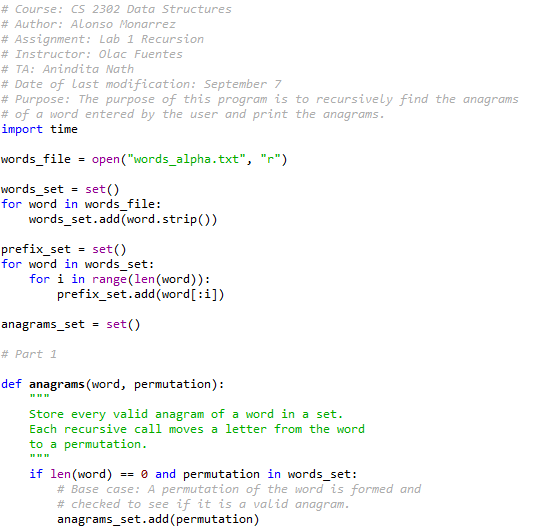 # Course: CS 2302 Data Structures
# Author: Alonso Monarrez
# Assignment: Lab 1 Recursion
# Instructor: Olac Fuentes
# TA: Anindita Nath
# Date of last modification: September 7
# Purpose: The purpose of this program is to recursively find the anagrams
# of a word entered by the user and print the anagrams.
import time

words_file = open("words_alpha.txt", "r")

words_set = set()
for word in words_file:
    words_set.add(word.strip())

prefix_set = set()
for word in words_set:
    for i in range(len(word)):
        prefix_set.add(word[:i])

anagrams_set = set()

# Part 1

def anagrams(word, permutation):
    """
    Store every valid anagram of a word in a set.
    Each recursive call moves a letter from the word
    to a permutation.
    """
    if len(word) == 0 and permutation in words_set:
        # Base case: A permutation of the word is formed and
        # checked to see if it is a valid anagram.
        anagrams_set.add(permutation)